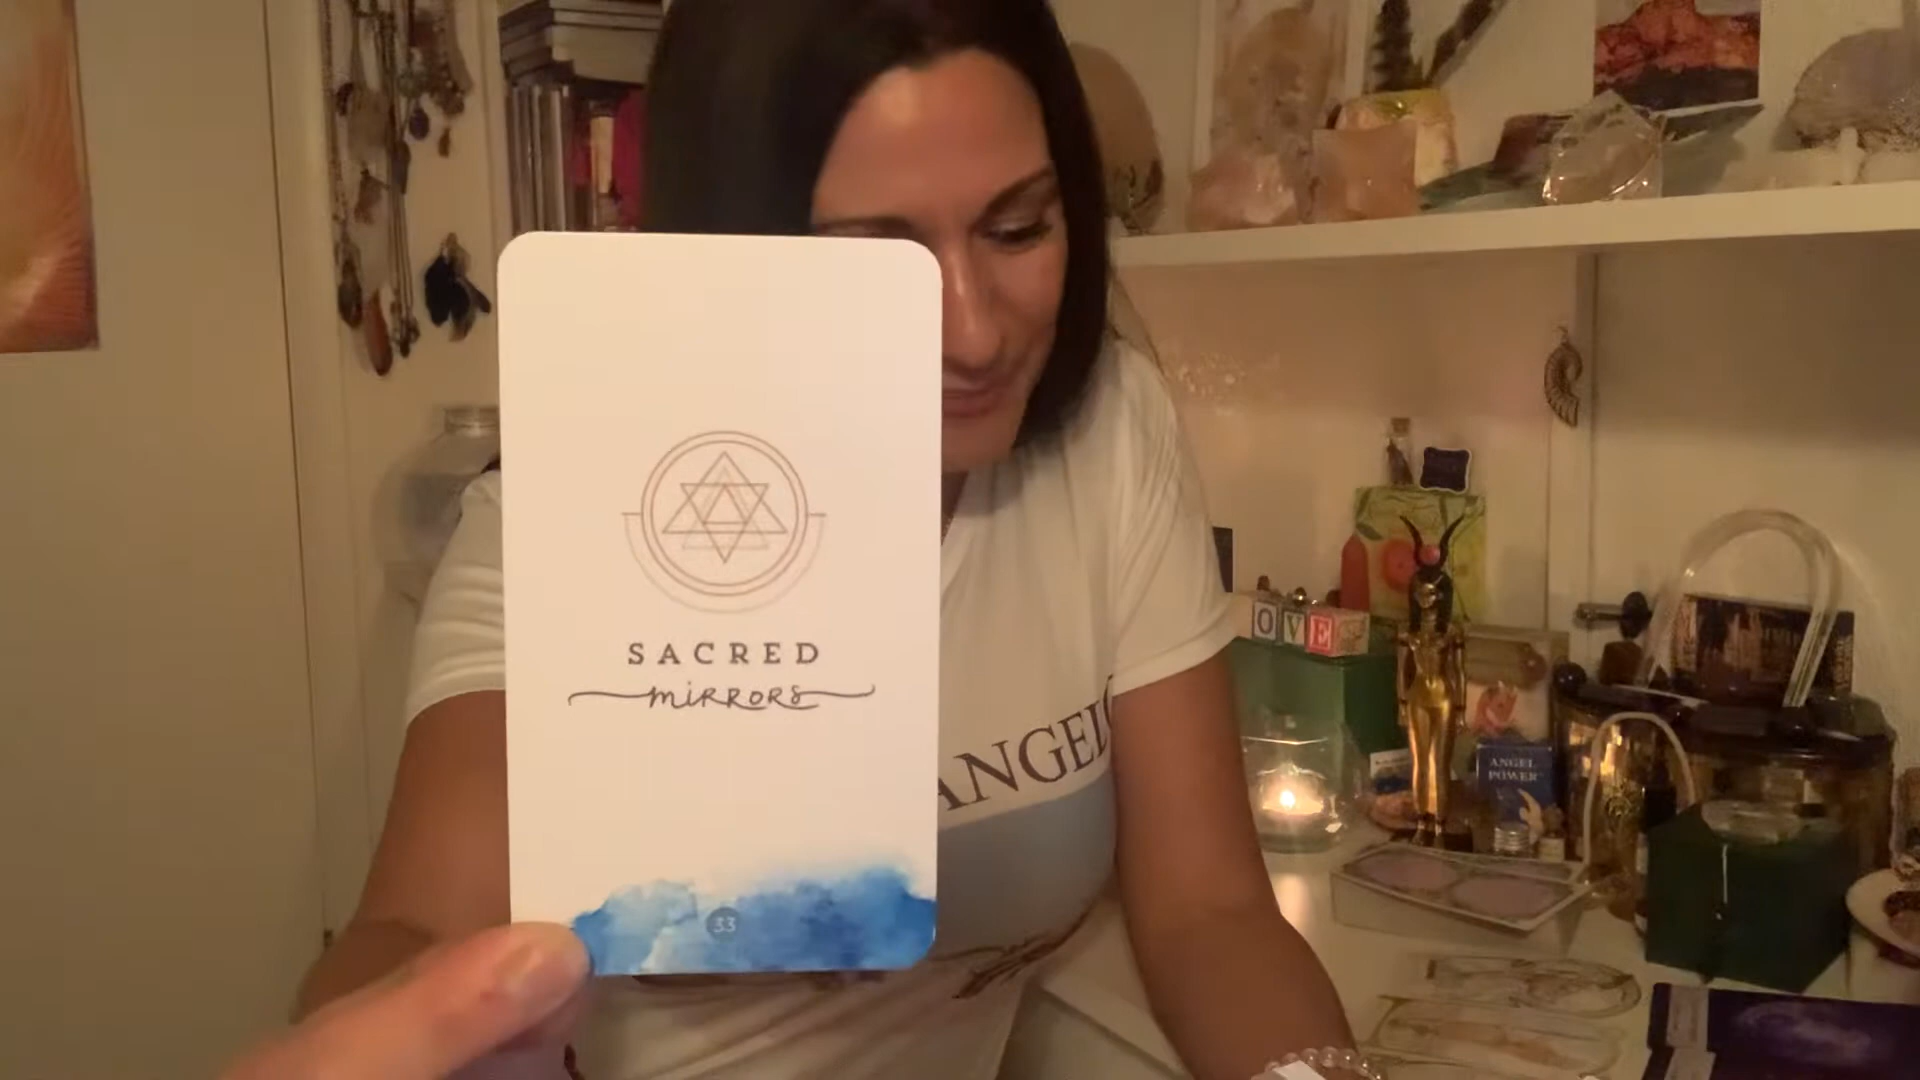 SACRED
mirrors
33
ANGEL
OVE
ANGEL
POWER